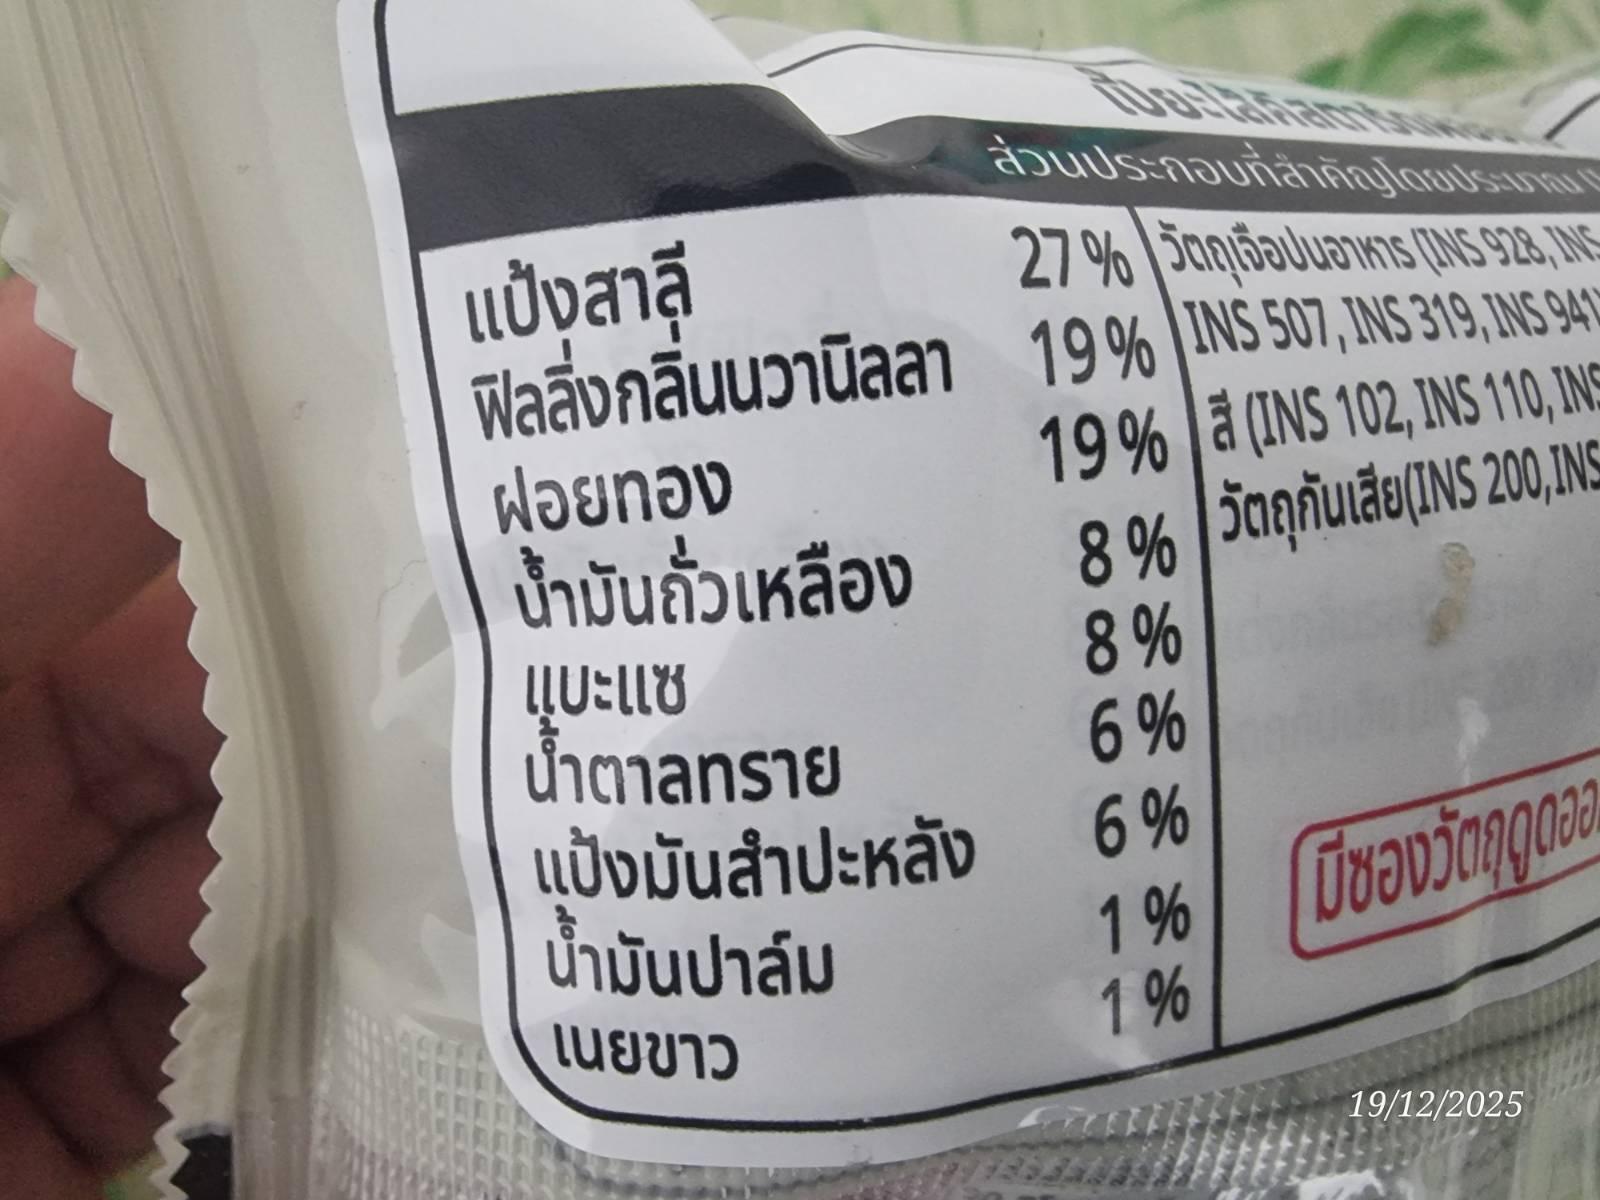 ส่วนประกอบที่สำคัญโดยประมาณ
แป้งสาลี 27 %
ฟิลลิ่งกลิ่นนวานิลลา 19 %
ฝอยทอง 19 %
น้ำมันถั่วเหลือง 8 %
แบะแซ 8 %
น้ำตาลทราย 6 %
แป้งมันสำปะหลัง 6 %
น้ำมันปาล์ม 1 %
เนยขาว 1 %
วัตถุเจือปนอาหาร (INS 928, INS
INS 507, INS 319, INS 941)
สี (INS 102, INS 110, INS
วัตถุกันเสีย(INS 200, INS
มีซองวัตถุดูดออ
19/12/2025